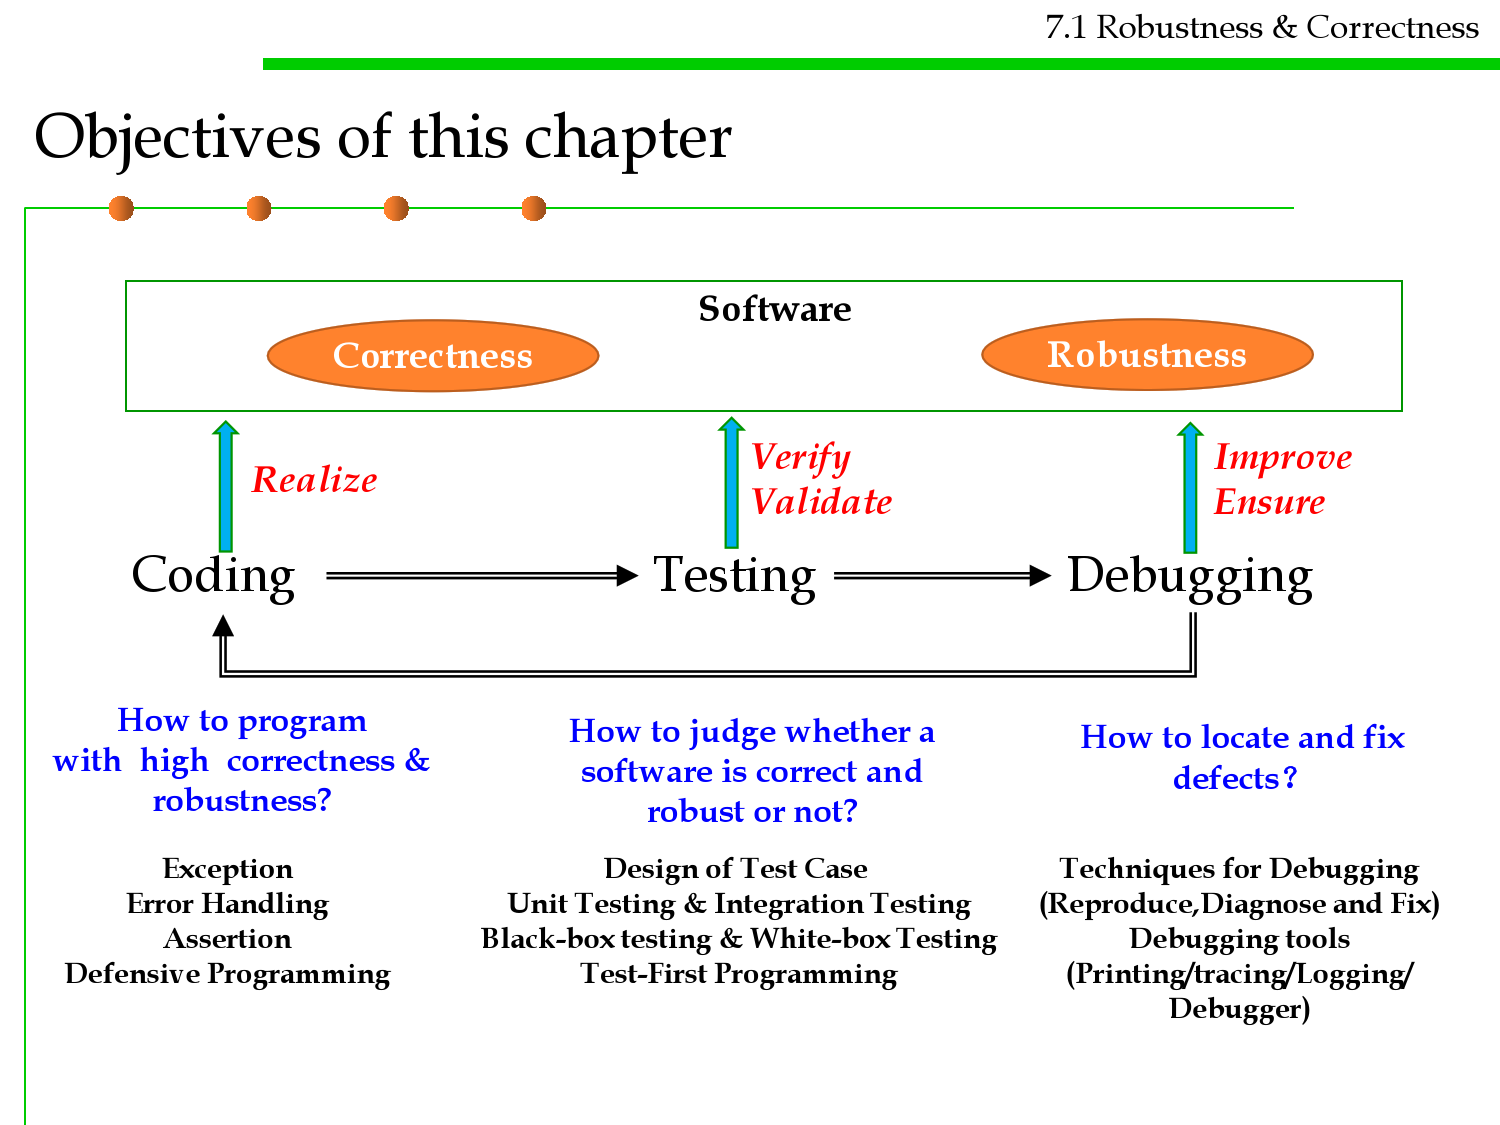 7.1 Robustness & Correctness
Objectives of this chapter
Software
Correctness
Robustness
Realize
Verify
Validate
Improve
Ensure
Coding
Testing
Debugging
How to program
with high correctness &
robustness?
How to judge whether a
software is correct and
robust or not?
How to locate and fix
defects?
Exception
Error Handling
Assertion
Defensive Programming
Design of Test Case
Unit Testing & Integration Testing
Black-box testing & White-box Testing
Test-First Programming
Techniques for Debugging
(Reproduce,Diagnose and Fix)
Debugging tools
(Printing/tracing/Logging/
Debugger)